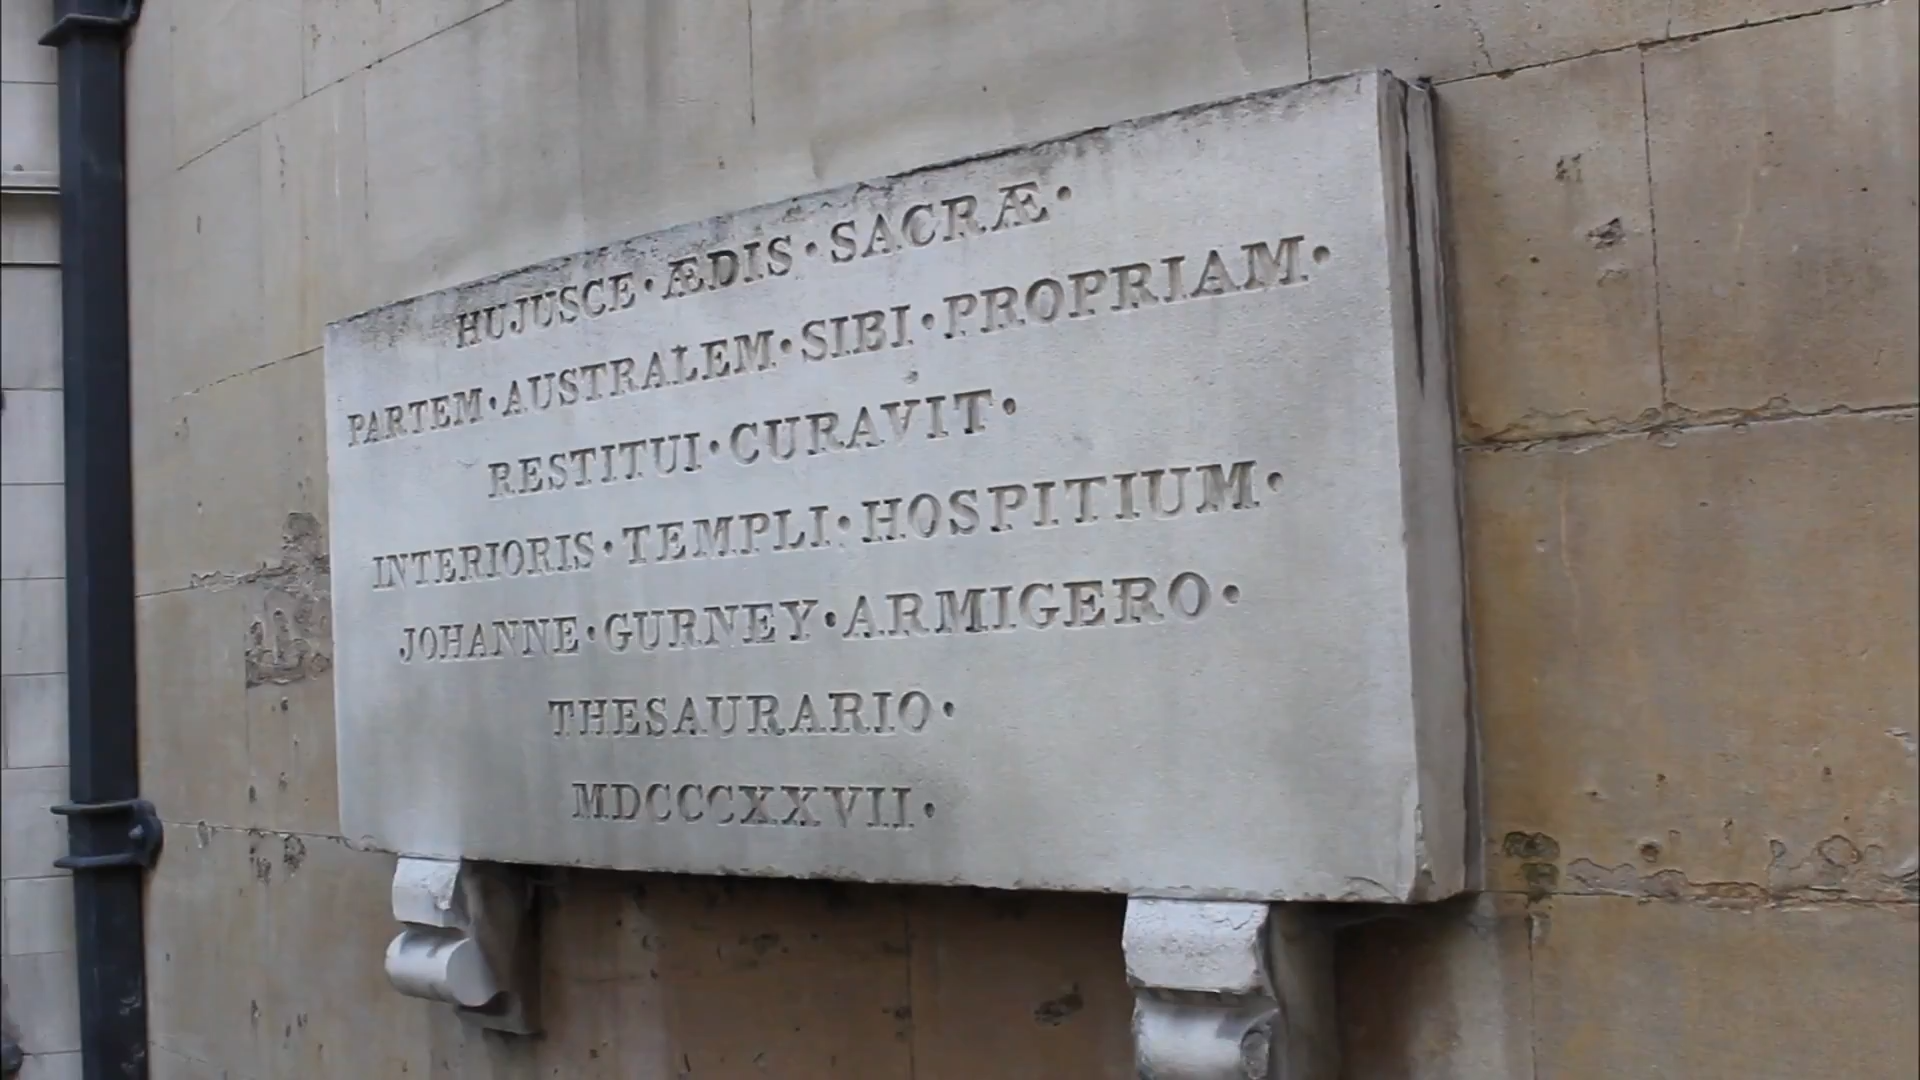 HUJUSCE·ÆDIS·SACRÆ·
PARTEM·AUSTRALEM·SIBI·PROPRIAM·
RESTITUI·CURAVIT·
INTERIORIS·TEMPLI·HOSPITIUM·
JOHANNE·GURNEY·ARMIGERO·
THESAURARIO·
MDCCCXXVII·